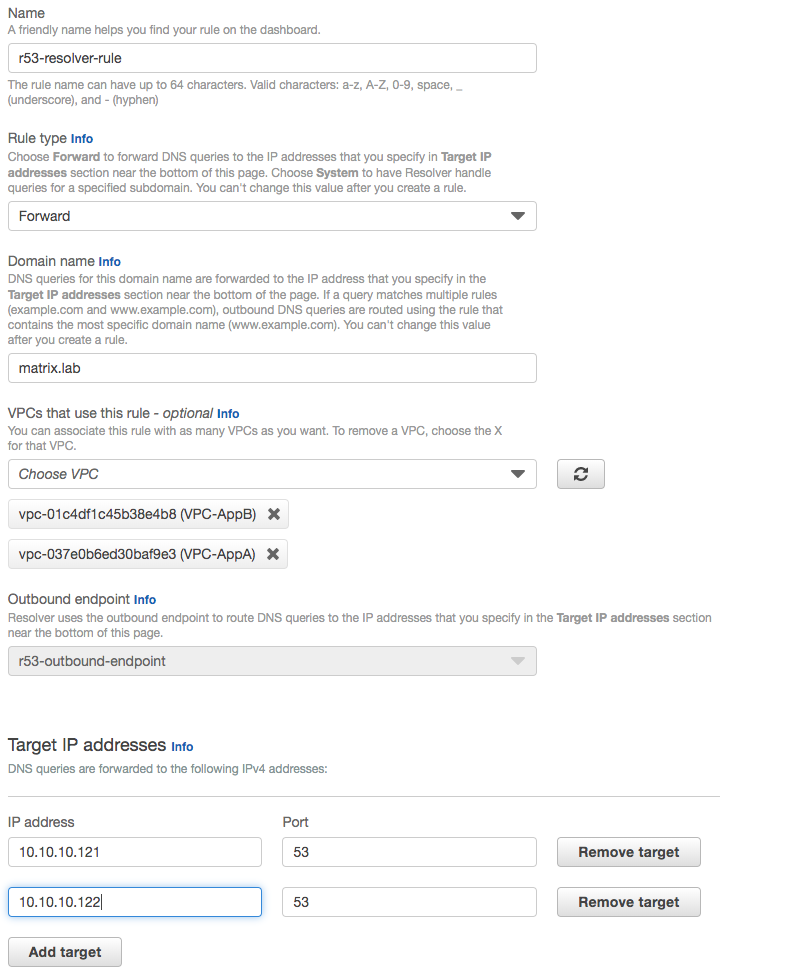 Name
A friendly name helps you find your rule on the dashboard.
r53-resolver-rule
The rule name can have up to 64 characters. Valid characters: a-z, A-Z, 0-9, space, _
(underscore), and - (hyphen)
Rule type Info
Choose Forward to forward DNS queries to the IP addresses that you specify in Target IP
addresses section near the bottom of this page. Choose System to have Resolver handle
queries for a specified subdomain. You can't change this value after you create a rule.
Forward
Domain name Info
DNS queries for this domain name are forwarded to the IP address that you specify in the
Target IP addresses section near the bottom of the page. If a query matches multiple rules
(example.com and www.example.com), outbound DNS queries are routed using the rule that
contains the most specific domain name (www.example.com). You can't change this value
after you create a rule.
matrix.lab
VPCs that use this rule - optional Info
You can associate this rule with as many VPCs as you want. To remove a VPC, choose the X
for that VPC.
Choose VPC
vpc-01c4df1c45b38e4b8 (VPC-AppB)
vpc-037e0b6ed30baf9e3 (VPC-AppA)
Outbound endpoint Info
Resolver uses the outbound endpoint to route DNS queries to the IP addresses that you specify in the Target IP addresses section
near the bottom of this page.
r53-outbound-endpoint
Target IP addresses Info
DNS queries are forwarded to the following IPv4 addresses:
IP address Port
10.10.10.121 53 Remove target
10.10.10.122 53 Remove target
Add target